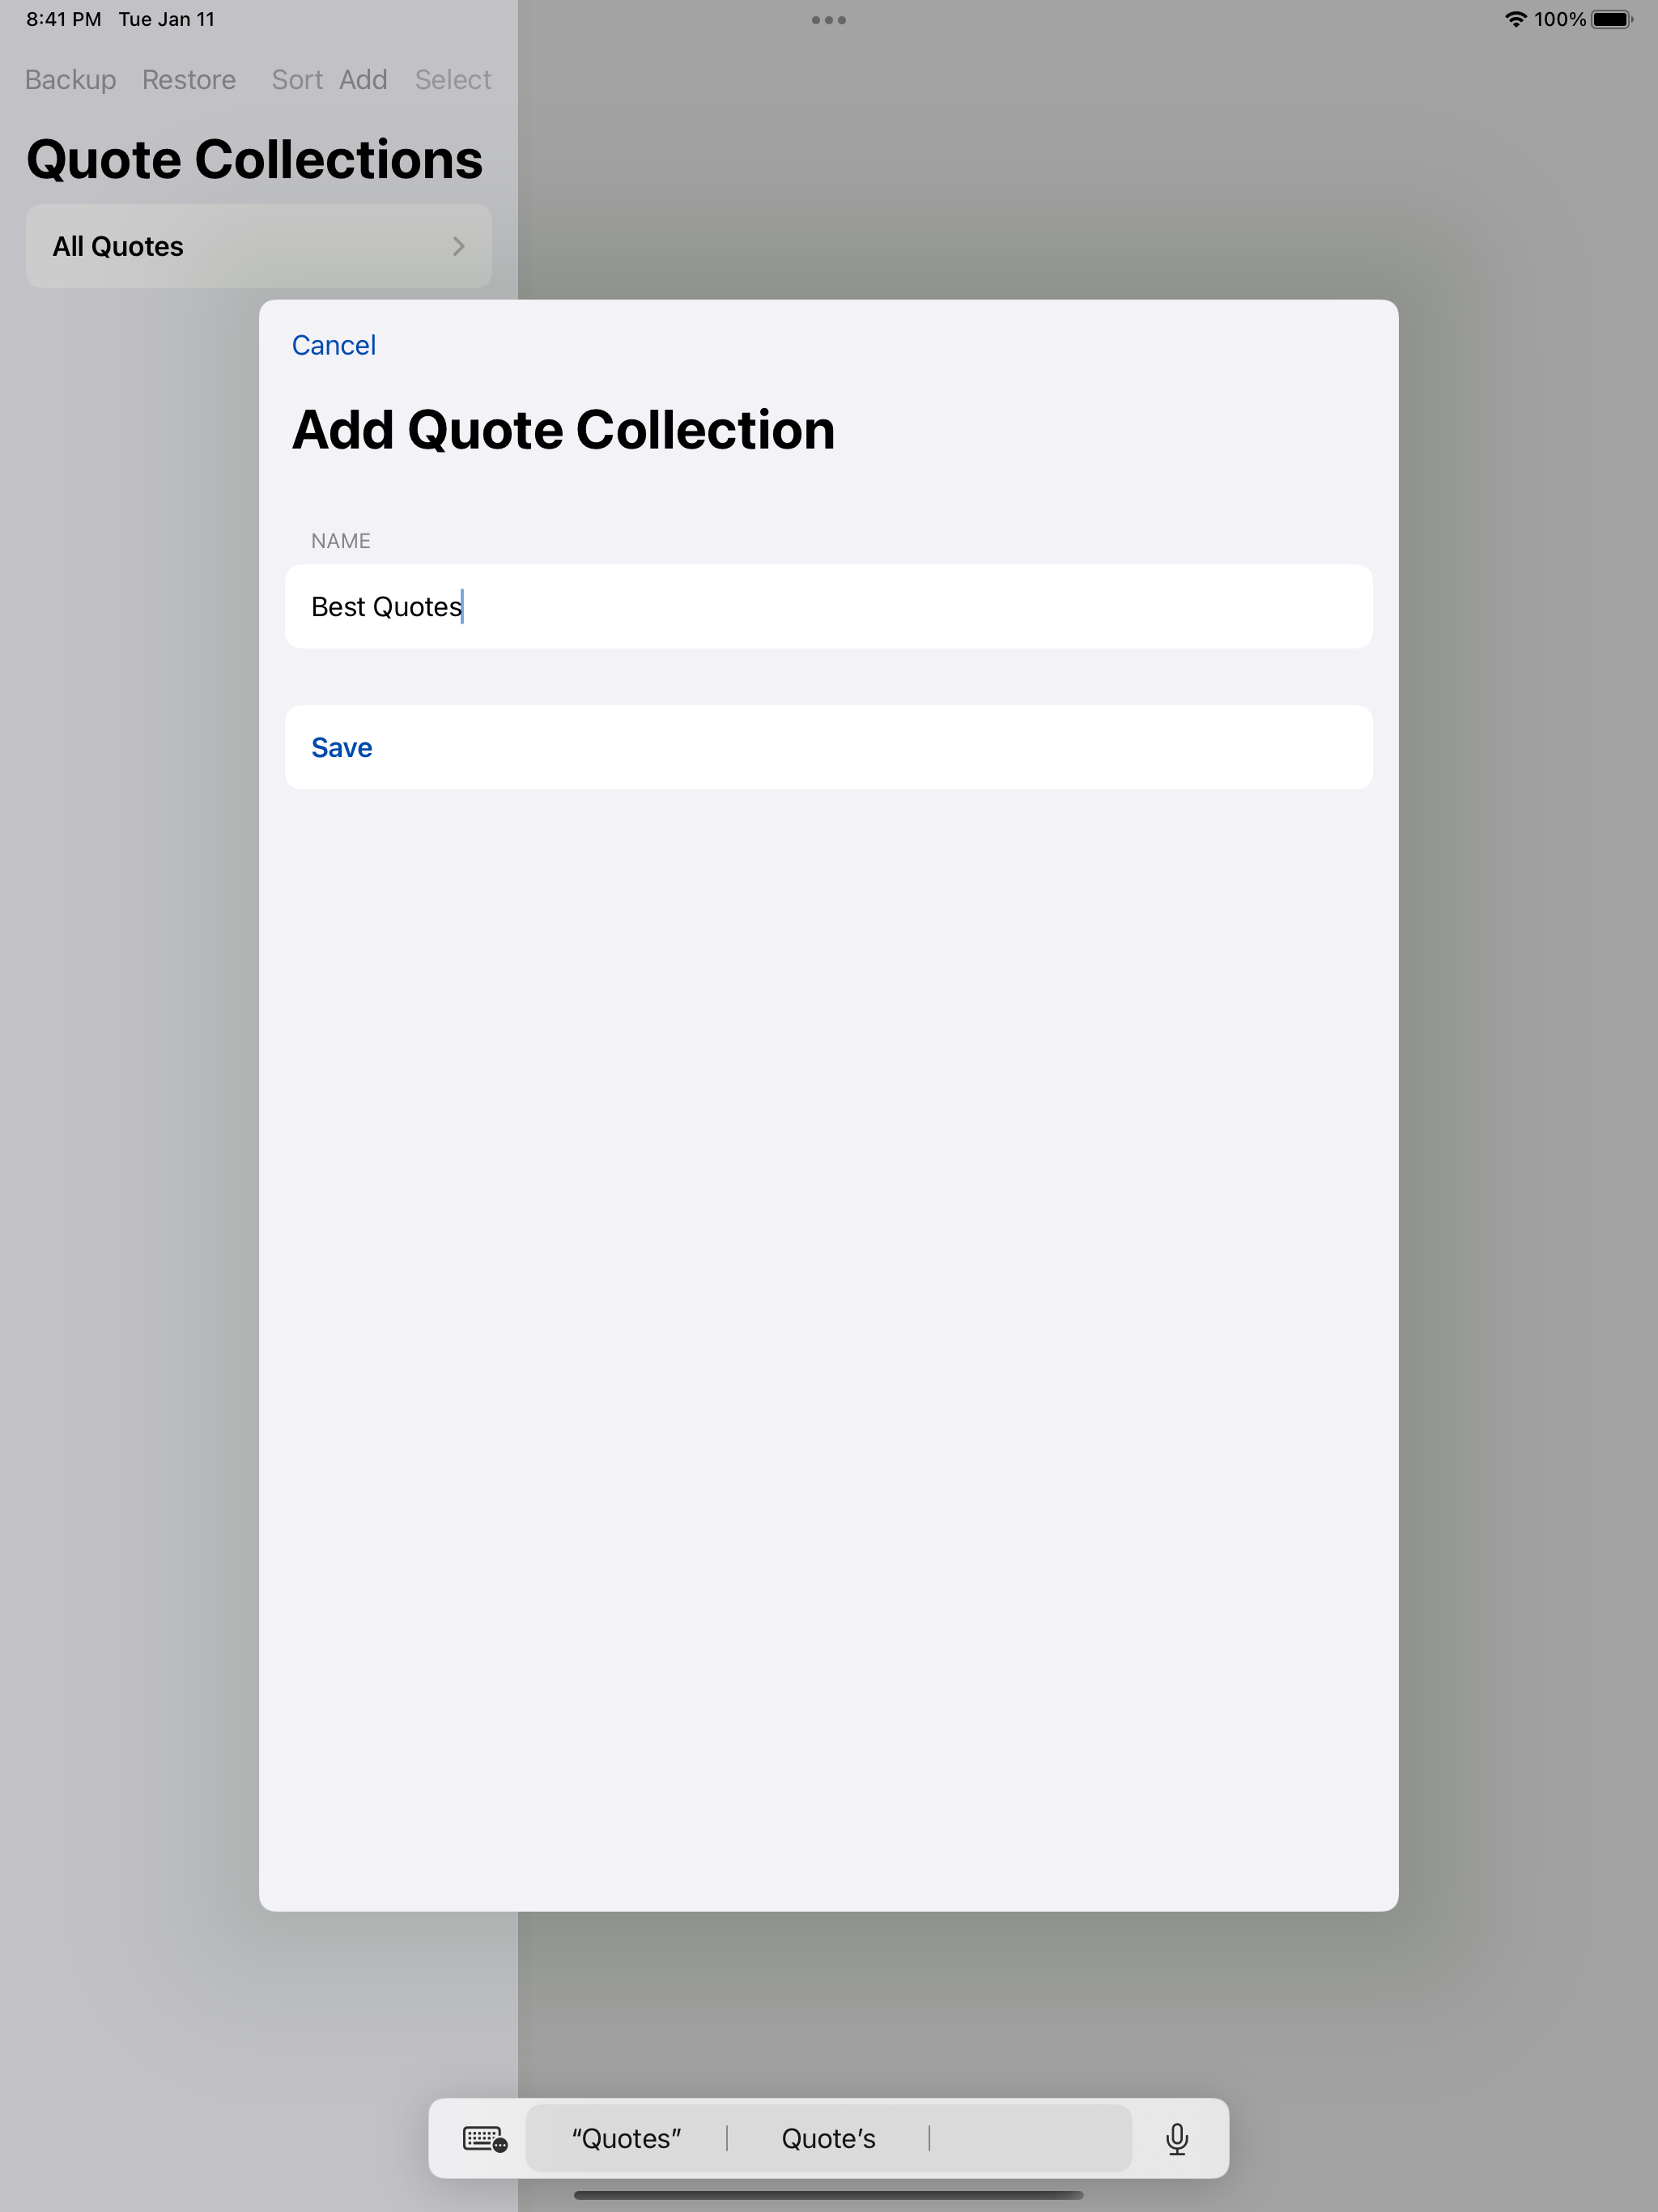 8:41 PM Tue Jan 11
100%
Backup Restore Sort Add Select
Quote Collections
All Quotes
Cancel
Add Quote Collection
NAME
Best Quotes
Save
“Quotes” Quote’s